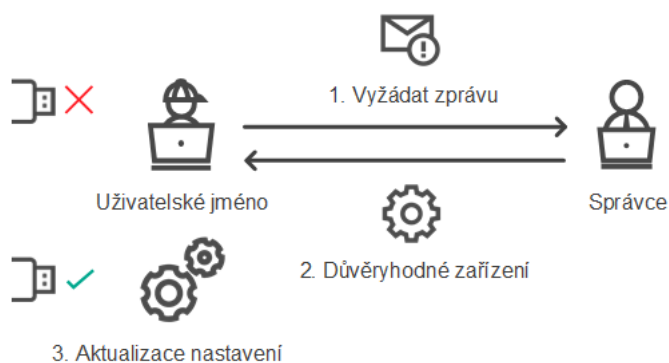 1. Vyžádat zprávu
Uživatelské jméno
Správce
2. Důvěryhodné zařízení
3. Aktualizace nastavení